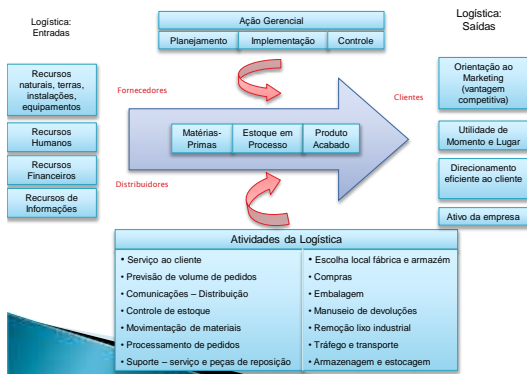 Logística:
Entradas
Ação Gerencial
Planejamento
Implementação
Controle
Logística:
Saídas
Recursos
naturais, terras,
instalações,
equipamentos
Recursos
Humanos
Recursos
Financeiros
Recursos de
Informações
Fornecedores
Clientes
Matérias-
Primas
Estoque em
Processo
Produto
Acabado
Distribuidores
Orientação ao
Marketing
(vantagem
competitiva)
Utilidade de
Momento e Lugar
Direcionamento
eficiente ao cliente
Ativo da empresa
Atividades da Logística
• Serviço ao cliente
• Previsão de volume de pedidos
• Comunicações – Distribuição
• Controle de estoque
• Movimentação de materiais
• Processamento de pedidos
• Suporte – serviço e peças de reposição
• Escolha local fábrica e armazém
• Compras
• Embalagem
• Manuseio de devoluções
• Remoção lixo industrial
• Tráfego e transporte
• Armazenagem e estocagem